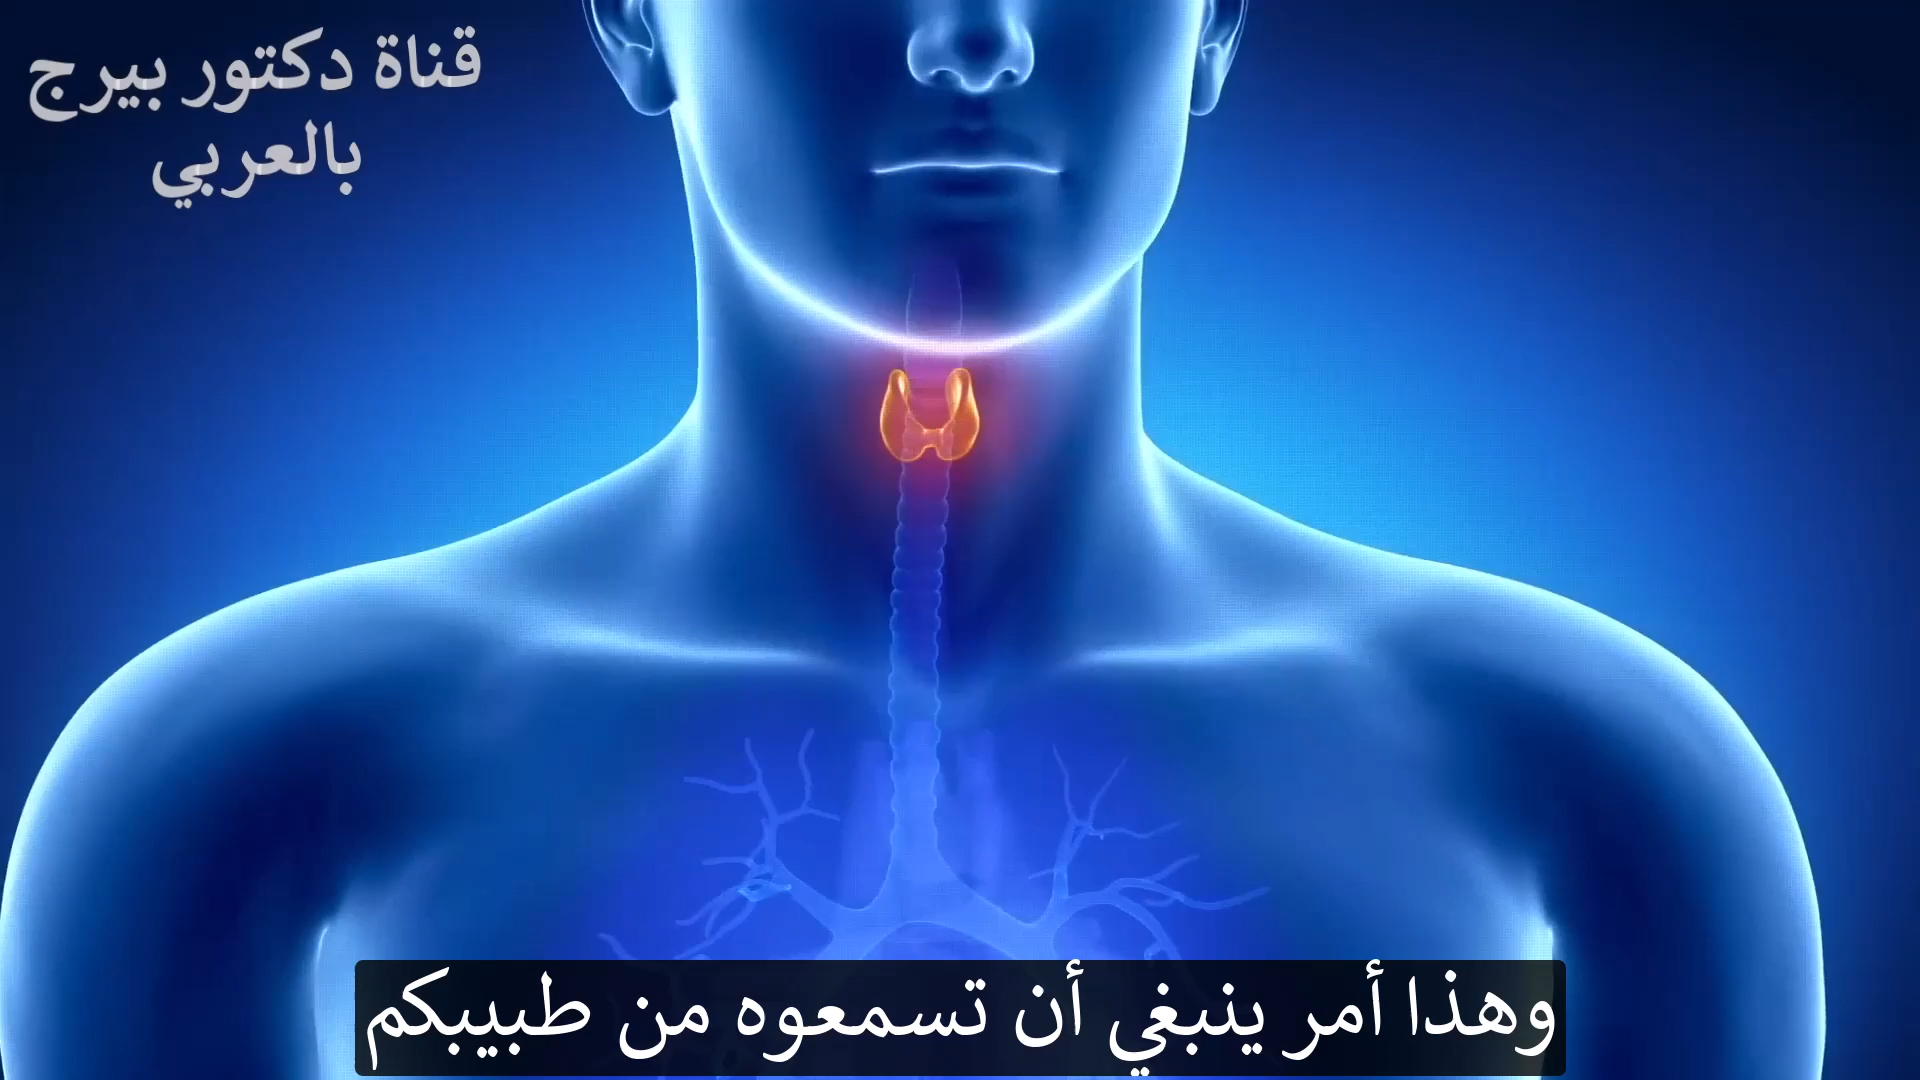 قناة دكتور بيرج
بالعربي
وهذا أمر ينبغي أن تسمعوه من طبيبكم